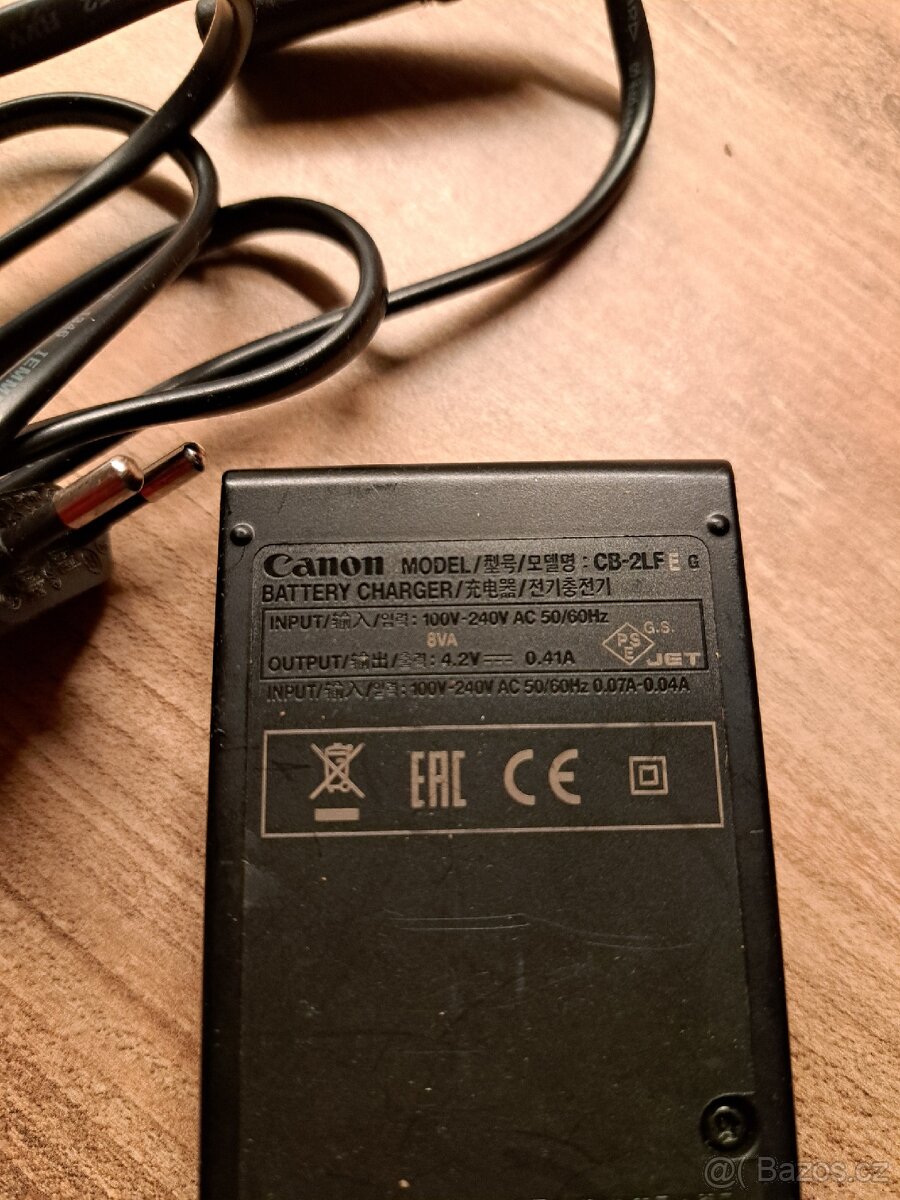 Canon MODEL/型号/모델명 : CB-2LFE G
BATTERY CHARGER/充电器/전기충전기
INPUT/输入/입력: 100V-240V AC 50/60Hz
8VA
OUTPUT/输出/출력: 4.2V⎓ 0.41A
PS
E
G.S.
JET
INPUT/输入/입력: 100V-240V AC 50/60Hz 0.07A-0.04A
EAC CE
@ Bazos.cz